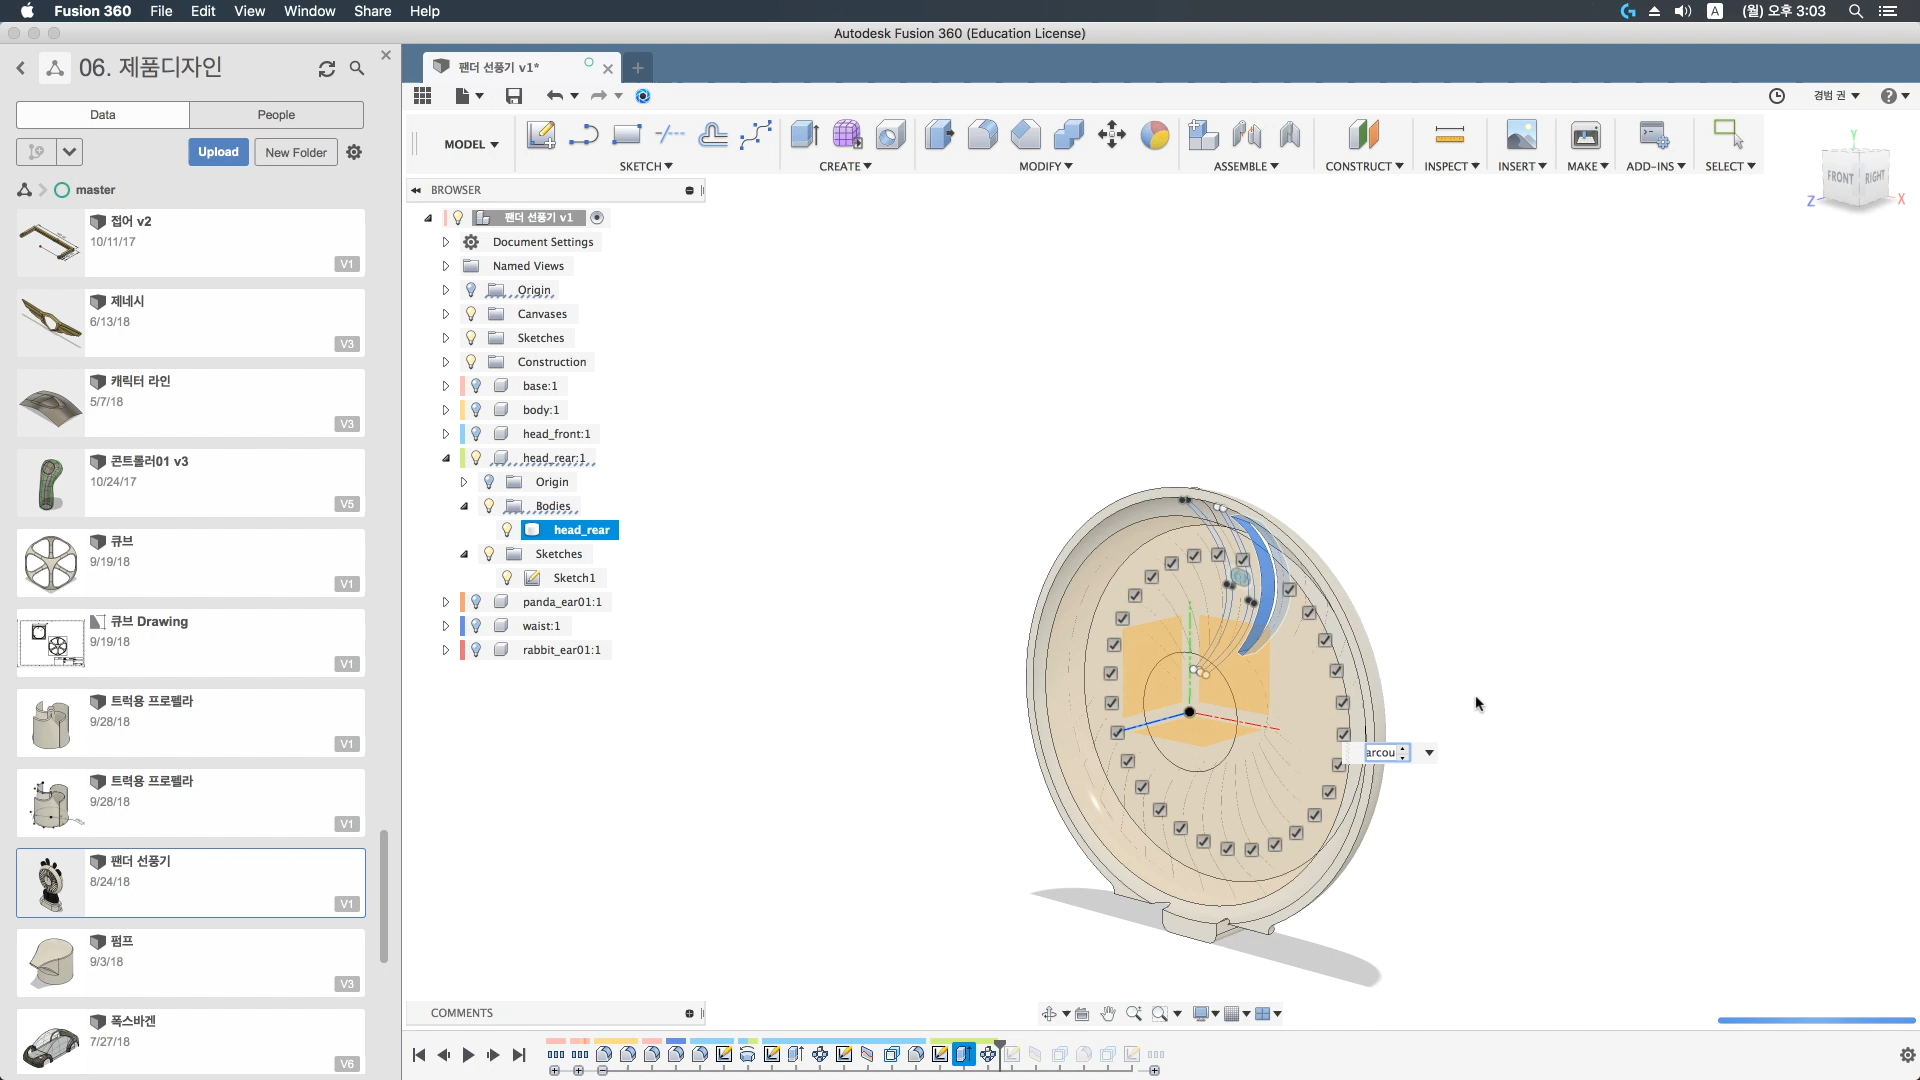 Fusion 360 File Edit View Window Share Help
A (월) 오후 3:03
Autodesk Fusion 360 (Education License)
06. 제품디자인
팬더 선풍기 v1*
Data People
경범 권
Upload New Folder
MODEL
SKETCH CREATE MODIFY ASSEMBLE CONSTRUCT INSPECT INSERT MAKE ADD-INS SELECT
FRONT RIGHT
Y
Z
X
master
BROWSER
접어 v2
10/11/17
V1
제네시
6/13/18
V3
캐릭터 라인
5/7/18
V3
콘트롤러01 v3
10/24/17
V5
큐브
9/19/18
V1
큐브 Drawing
9/19/18
V1
트럭용 프로펠라
9/28/18
V1
트력용 프로펠라
9/28/18
V1
팬더 선풍기
8/24/18
V1
펌프
9/3/18
V3
폭스바겐
7/27/18
V6
팬더 선풍기 v1
Document Settings
Named Views
Origin
Canvases
Sketches
Construction
base:1
body:1
head_front:1
head_rear:1
Origin
Bodies
head_rear
Sketches
Sketch1
panda_ear01:1
waist:1
rabbit_ear01:1
arcou
COMMENTS